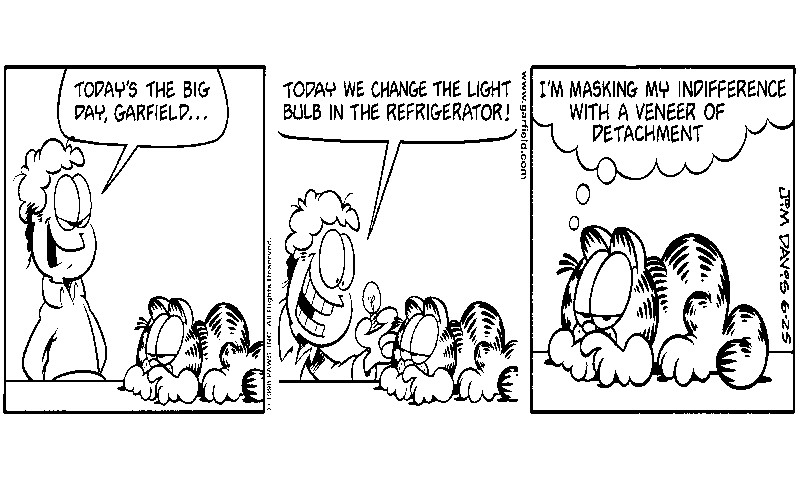 TODAY'S THE BIG
DAY, GARFIELD...
TODAY WE CHANGE THE LIGHT
BULB IN THE REFRIGERATOR!
www.garfield.com
I'M MASKING MY INDIFFERENCE
WITH A VENEER OF
DETACHMENT
JIM DAVIS 6-25